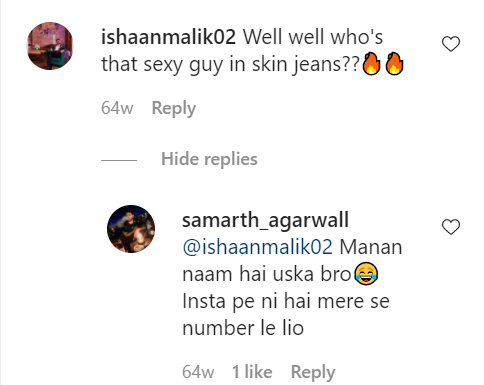 ishaanmalik02 Well well who's
that sexy guy in skin jeans??🔥🔥
64w Reply
Hide replies
samarth_agarwall
@ishaanmalik02 Manan
naam hai uska bro😂
Insta pe ni hai mere se
number le lio
64w 1 like Reply